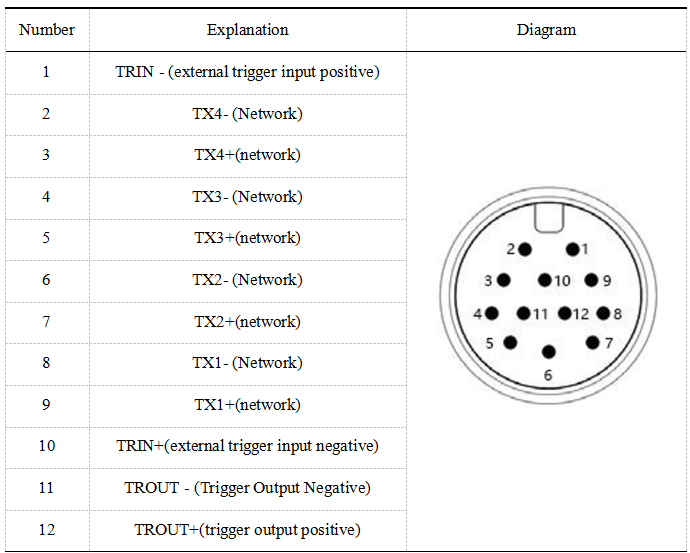 Number Explanation Diagram
1 TRIN - (external trigger input positive)
2 TX4- (Network)
3 TX4+(network)
4 TX3- (Network)
5 TX3+(network)
6 TX2- (Network)
7 TX2+(network)
8 TX1- (Network)
9 TX1+(network)
10 TRIN+(external trigger input negative)
11 TROUT - (Trigger Output Negative)
12 TROUT+(trigger output positive)
2 1
3 10 9
4 11 12 8
5 7
6